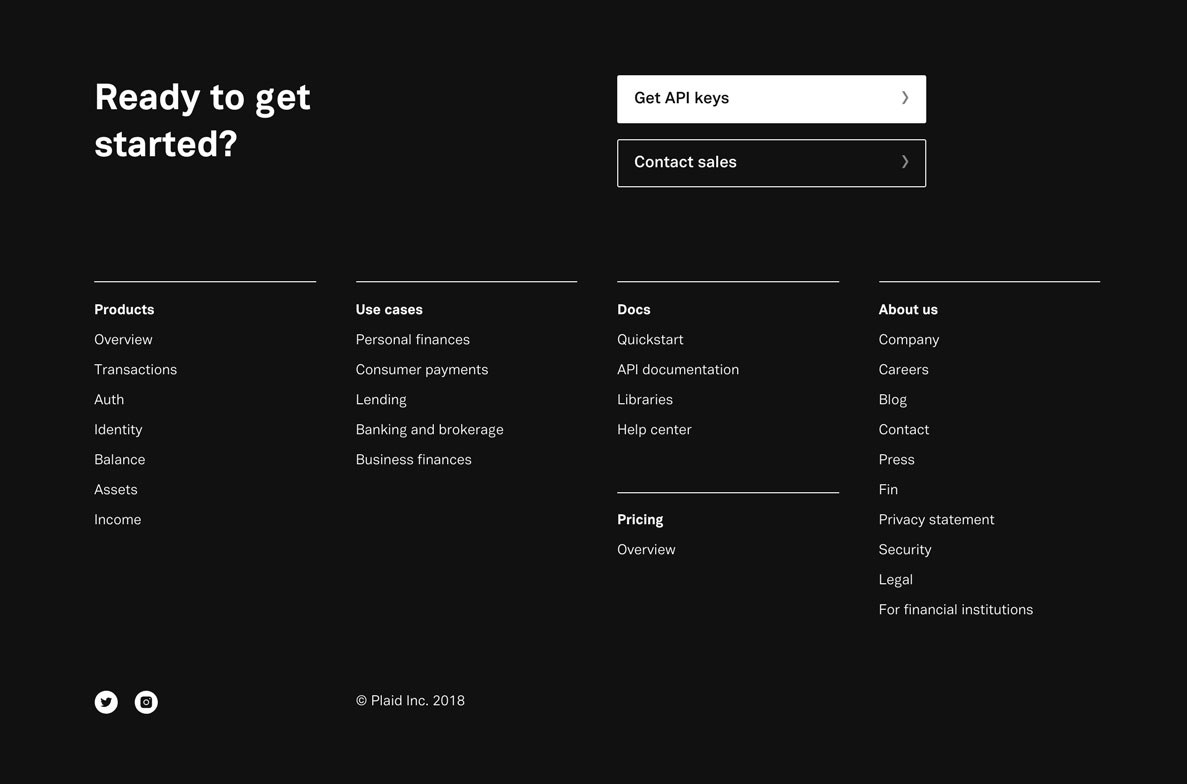 Ready to get
started?
Get API keys
Contact sales
Products
Overview
Transactions
Auth
Identity
Balance
Assets
Income
Use cases
Personal finances
Consumer payments
Lending
Banking and brokerage
Business finances
Docs
Quickstart
API documentation
Libraries
Help center
Pricing
Overview
About us
Company
Careers
Blog
Contact
Press
Fin
Privacy statement
Security
Legal
For financial institutions
© Plaid Inc. 2018